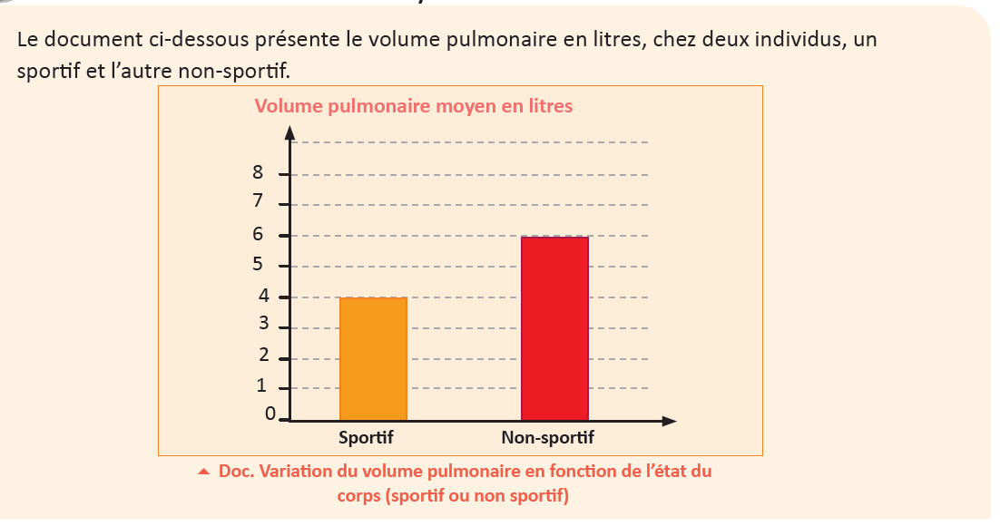 Le document ci-dessous présente le volume pulmonaire en litres, chez deux individus, un
sportif et l'autre non-sportif.
Volume pulmonaire moyen en litres
8
7
6
5
4
3
2
1
0
Sportif Non-sportif
Doc. Variation du volume pulmonaire en fonction de l'état du
corps (sportif ou non sportif)